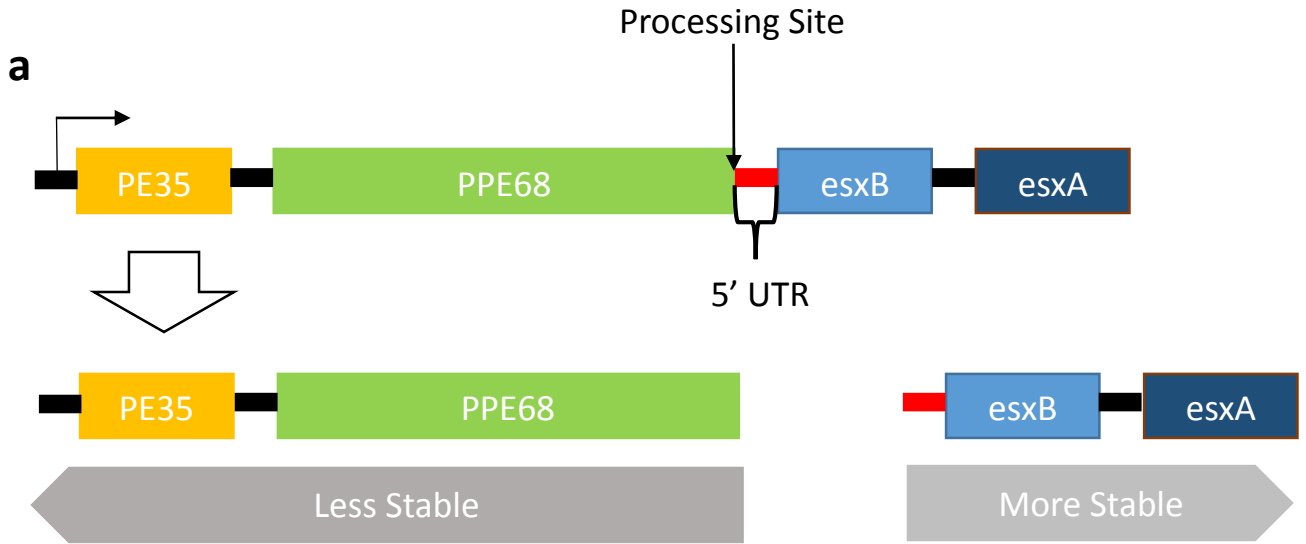 Processing Site
a
PE35 PPE68 esxB esxA
5’ UTR
PE35 PPE68 esxB esxA
Less Stable More Stable